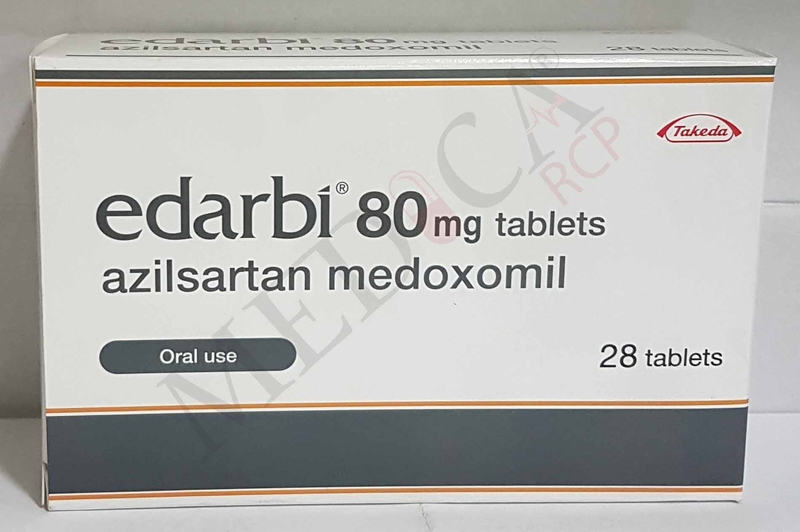 edarbi 80 mg tablets
azilsartan medoxomil
28 tablets
Takeda
edarbi® 80 mg tablets
azilsartan medoxomil
Oral use
28 tablets
MEDICA®
RCP